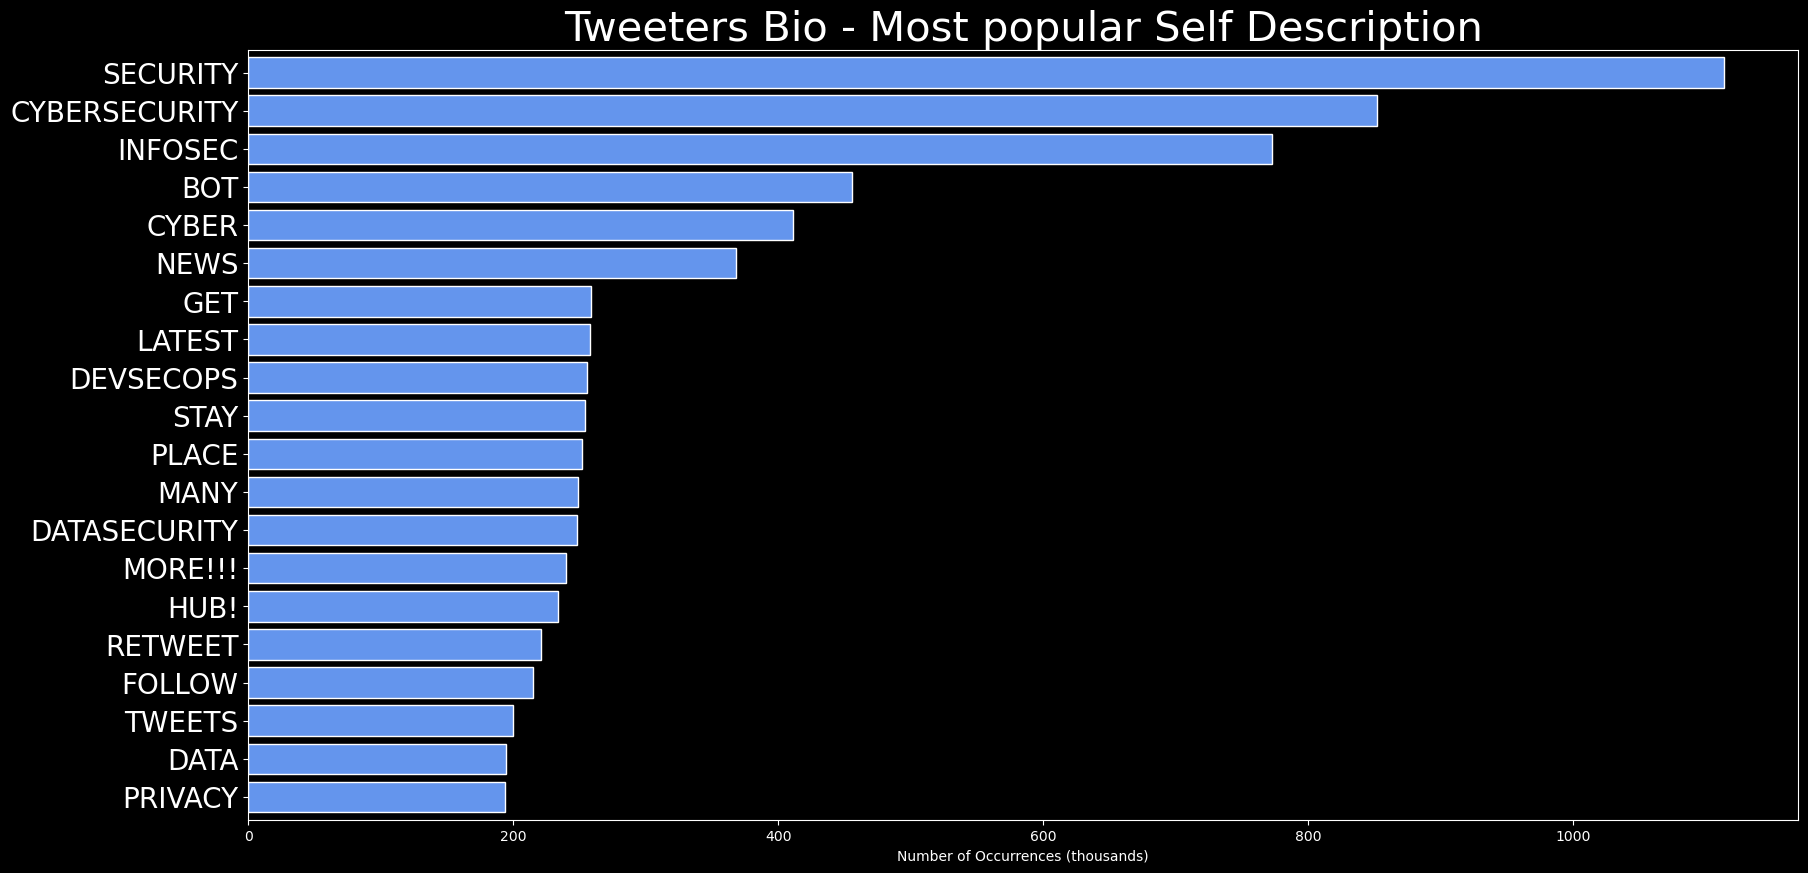 Tweeters Bio - Most popular Self Description
SECURITY
CYBERSECURITY
INFOSEC
BOT
CYBER
NEWS
GET
LATEST
DEVSECOPS
STAY
PLACE
MANY
DATASECURITY
MORE!!!
HUB!
RETWEET
FOLLOW
TWEETS
DATA
PRIVACY
0 200 400 600 800 1000
Number of Occurrences (thousands)